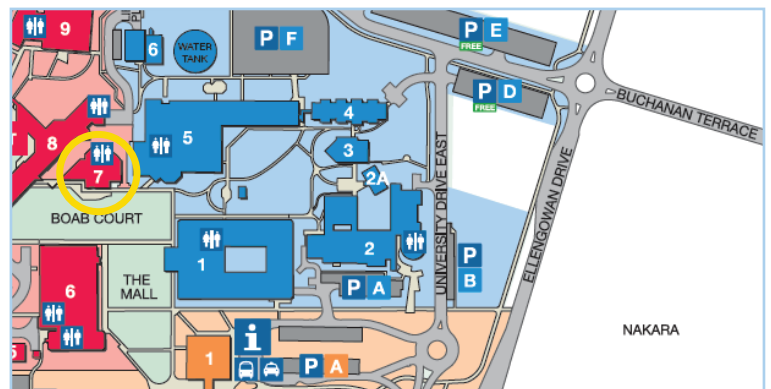 9
6
WATER
TANK
P F
P E
FREE
P D
FREE
BUCHANAN TERRACE
8
5
4
3
7
2A
BOAB COURT
UNIVERSITY DRIVE EAST
ELLENGOWAN DRIVE
1
2
P
B
P A
THE
MALL
6
NAKARA
i
1
P A
5